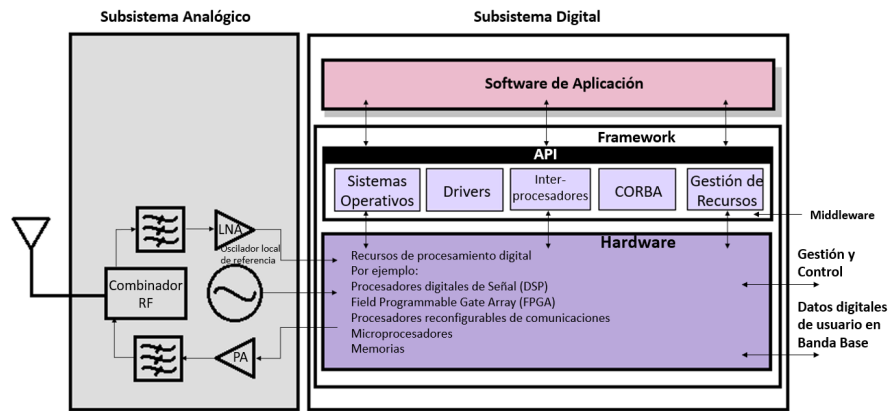 Subsistema Analógico
Subsistema Digital
Software de Aplicación
Framework
API
Sistemas
Operativos
Drivers
Inter-
procesadores
CORBA
Gestión de
Recursos
Middleware
Hardware
LNA
Oscilador local
de referencia
Combinador
RF
PA
Recursos de procesamiento digital
Por ejemplo:
Procesadores digitales de Señal (DSP)
Field Programmable Gate Array (FPGA)
Procesadores reconfigurables de comunicaciones
Microprocesadores
Memorias
Gestión y
Control
Datos digitales
de usuario en
Banda Base